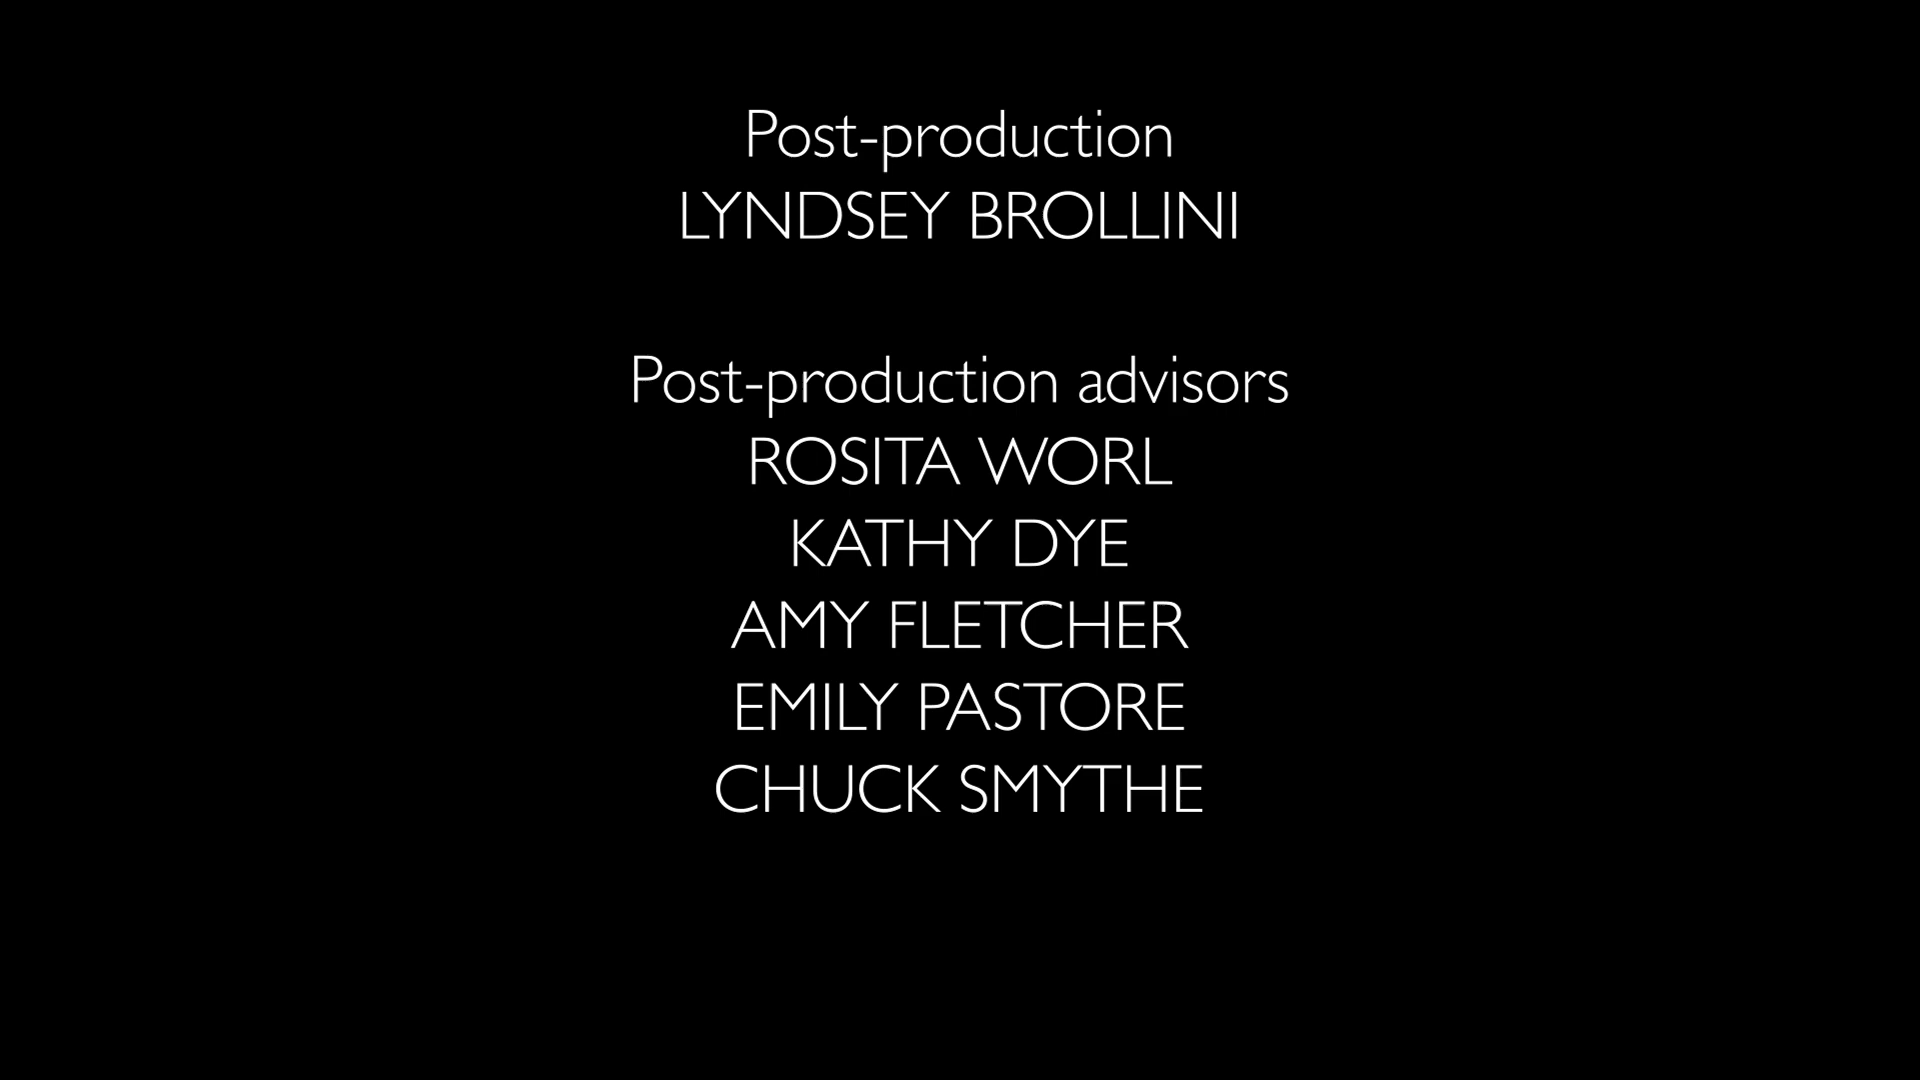 Post-production
LYNDSEY BROLLINI
Post-production advisors
ROSITA WORL
KATHY DYE
AMY FLETCHER
EMILY PASTORE
CHUCK SMYTHE